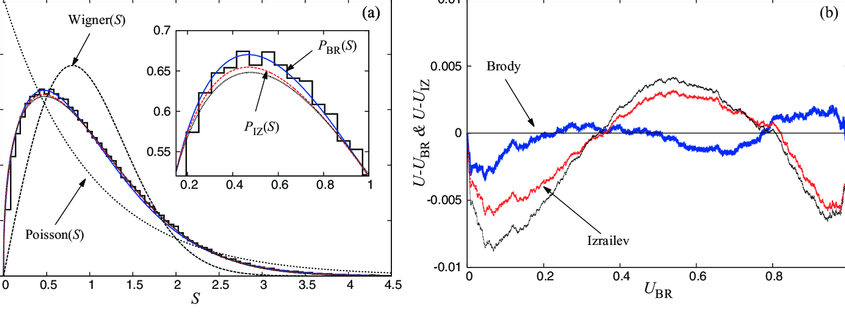 (a)
Wigner(S)
0.7
0.65
0.6
0.55
P_BR(S)
P_IZ(S)
0.2
0.4
0.6
0.8
1
Poisson(S)
0
0.5
1
1.5
2
2.5
3
3.5
4
4.5
S
(b)
0.005
0
-0.005
-0.01
U-U_BR & U-U_IZ
Brody
Izrailev
0
0.2
0.4
0.6
0.8
U_BR